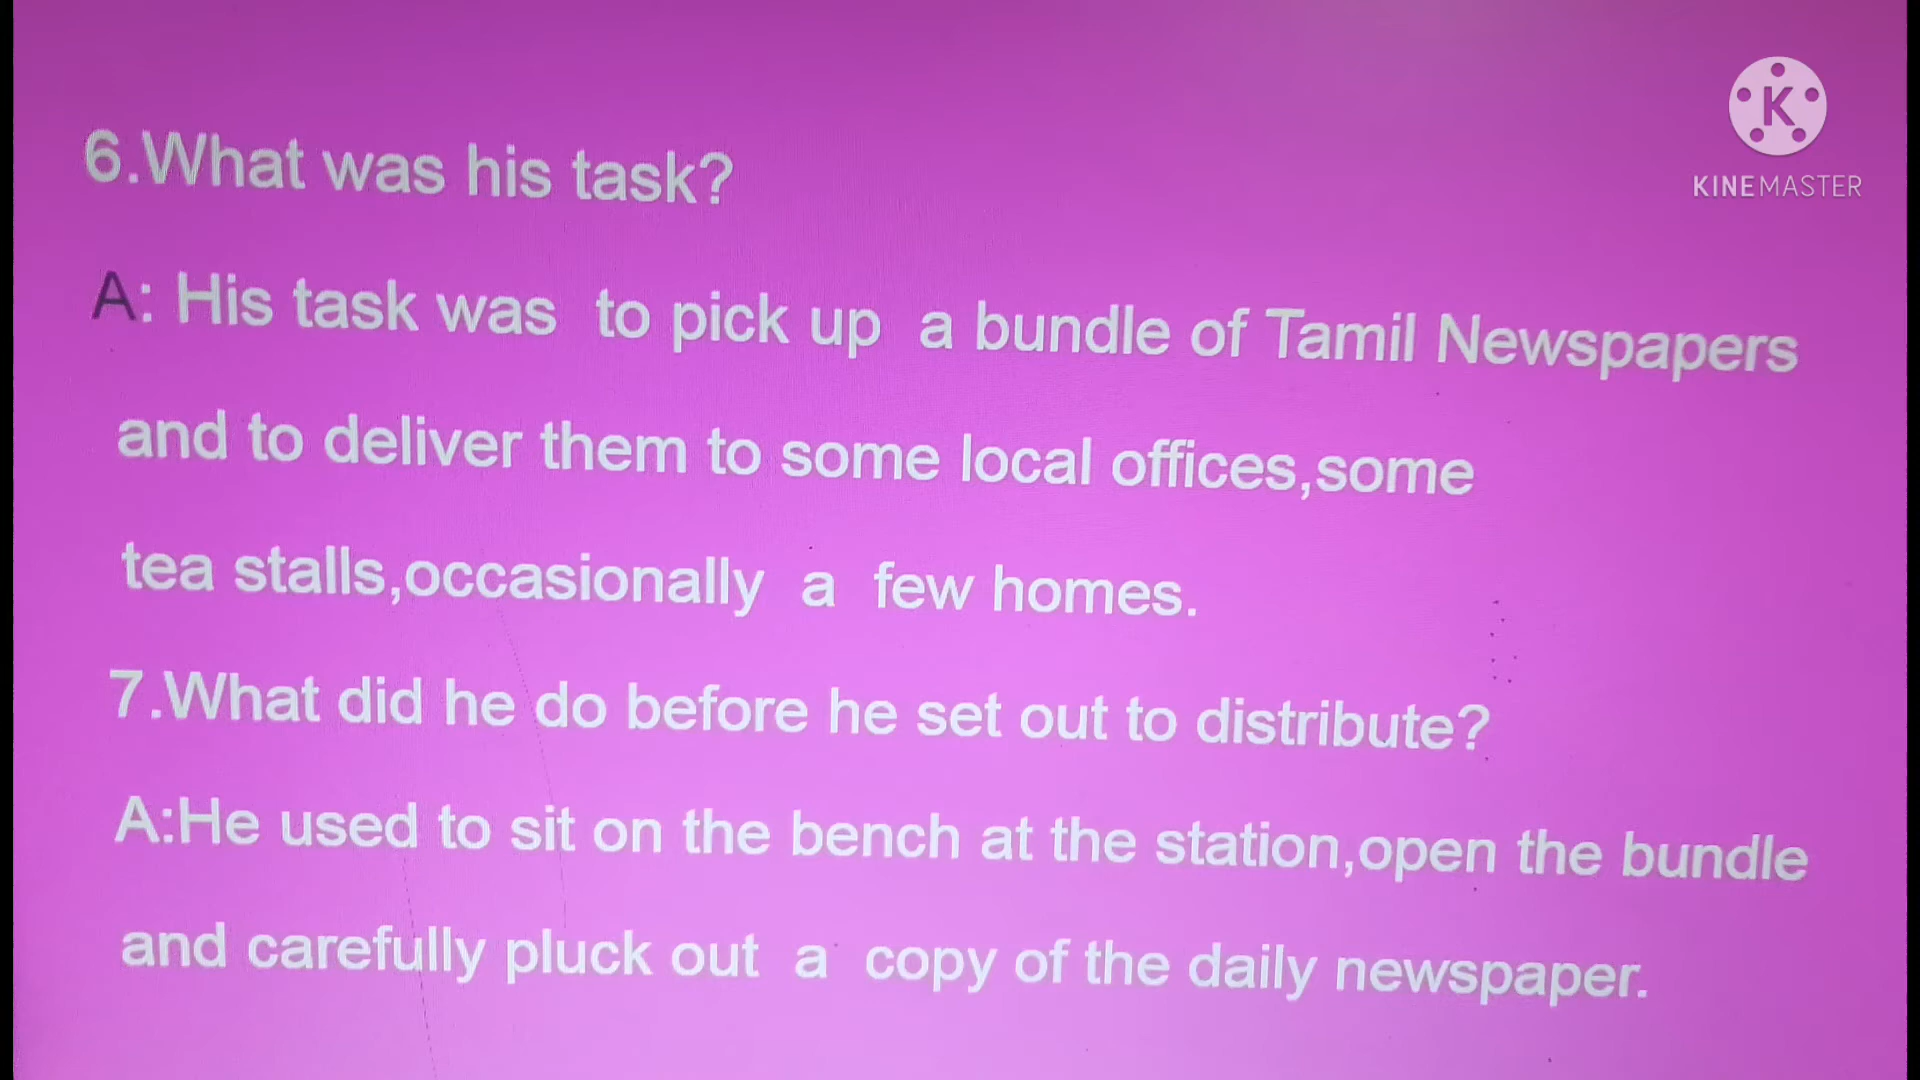 K
KINEMASTER
6.What was his task?
A: His task was to pick up a bundle of Tamil Newspapers
and to deliver them to some local offices,some
tea stalls,occasionally a few homes.
7.What did he do before he set out to distribute?
A:He used to sit on the bench at the station,open the bundle
and carefully pluck out a copy of the daily newspaper.